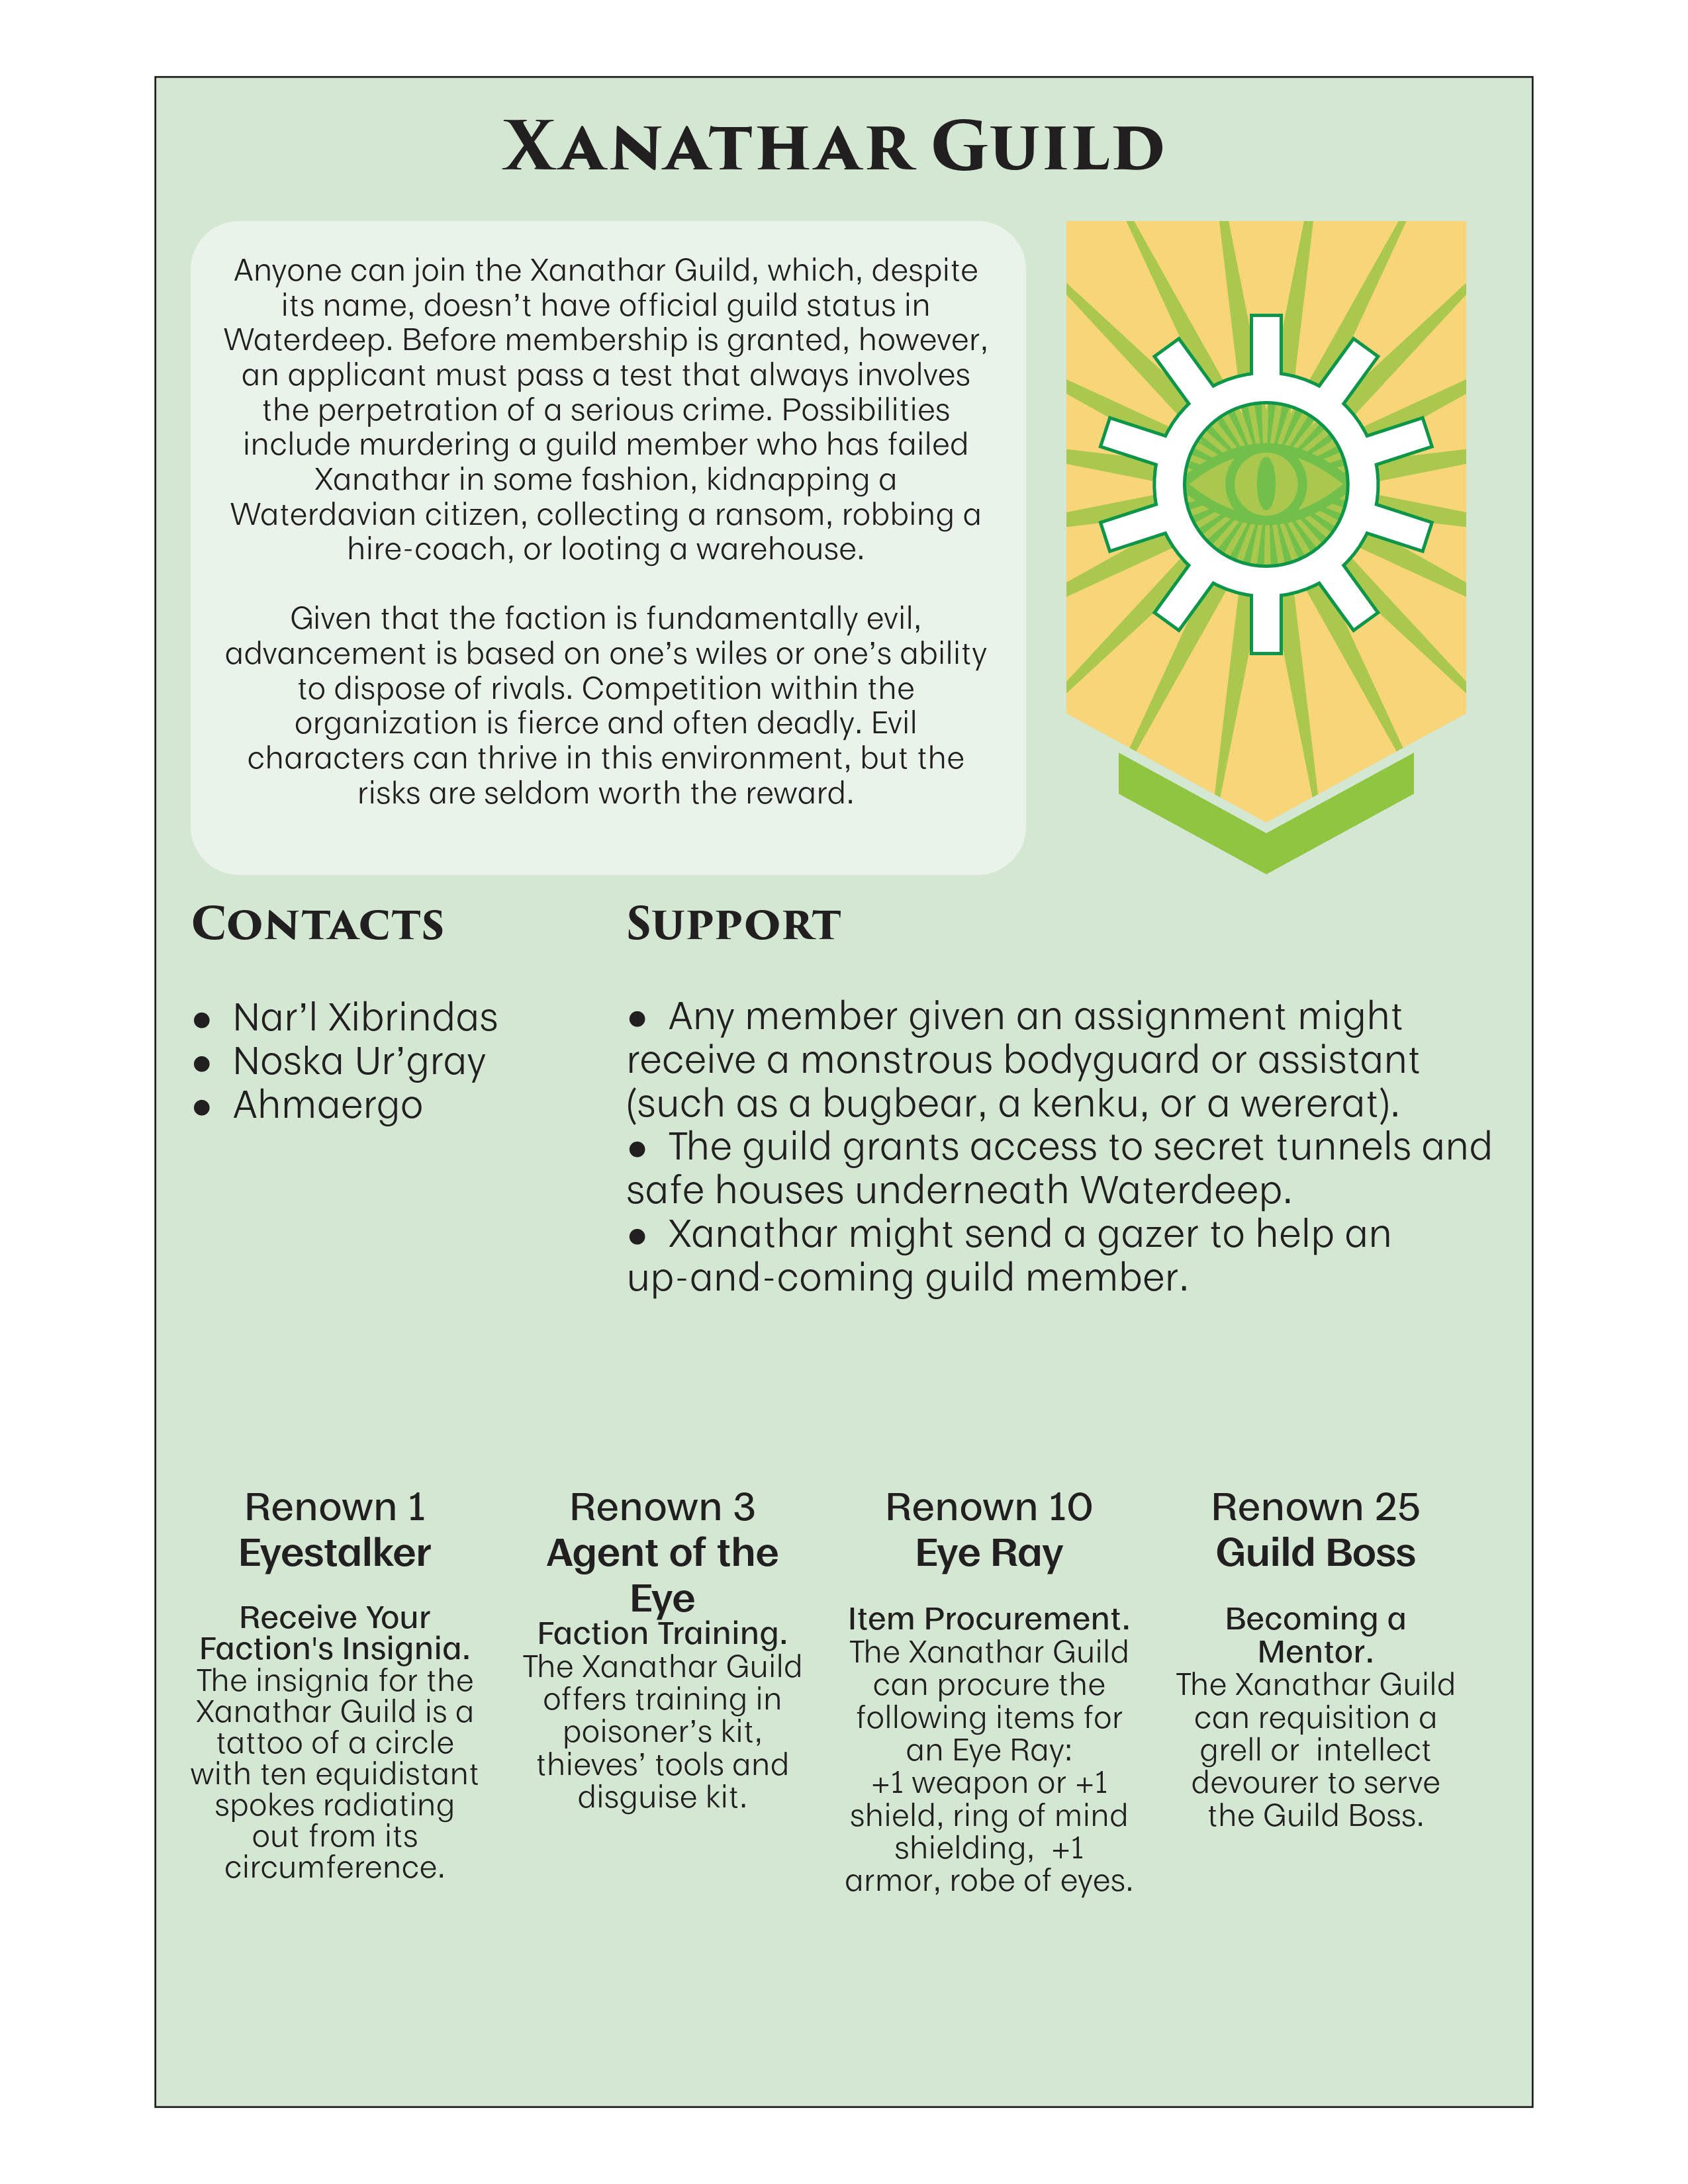 Xanathar Guild
Anyone can join the Xanathar Guild, which, despite
its name, doesn’t have official guild status in
Waterdeep. Before membership is granted, however,
an applicant must pass a test that always involves
the perpetration of a serious crime. Possibilities
include murdering a guild member who has failed
Xanathar in some fashion, kidnapping a
Waterdavian citizen, collecting a ransom, robbing a
hire-coach, or looting a warehouse.
Given that the faction is fundamentally evil,
advancement is based on one’s wiles or one’s ability
to dispose of rivals. Competition within the
organization is fierce and often deadly. Evil
characters can thrive in this environment, but the
risks are seldom worth the reward.
Contacts
● Nar’l Xibrindas
● Noska Ur’gray
● Ahmaergo
Support
● Any member given an assignment might
receive a monstrous bodyguard or assistant
(such as a bugbear, a kenku, or a wererat).
● The guild grants access to secret tunnels and
safe houses underneath Waterdeep.
● Xanathar might send a gazer to help an
up-and-coming guild member.
Renown 1
Eyestalker
Receive Your
Faction's Insignia.
The insignia for the
Xanathar Guild is a
tattoo of a circle
with ten equidistant
spokes radiating
out from its
circumference.
Renown 3
Agent of the
Eye
Faction Training.
The Xanathar Guild
offers training in
poisoner’s kit,
thieves’ tools and
disguise kit.
Renown 10
Eye Ray
Item Procurement.
The Xanathar Guild
can procure the
following items for
an Eye Ray:
+1 weapon or +1
shield, ring of mind
shielding, +1
armor, robe of eyes.
Renown 25
Guild Boss
Becoming a
Mentor.
The Xanathar Guild
can requisition a
grell or intellect
devourer to serve
the Guild Boss.